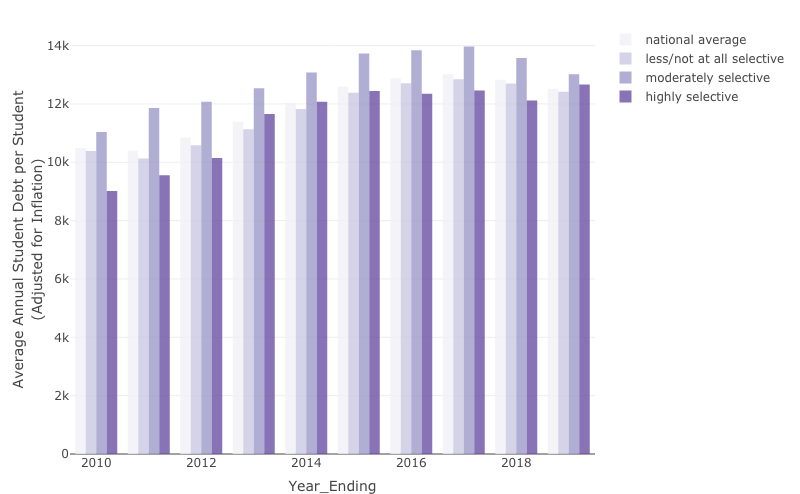 14k
12k
10k
8k
6k
4k
2k
0
2010
2012
2014
2016
2018
Year_Ending
Average Annual Student Debt per Student
(Adjusted for Inflation)
national average
less/not at all selective
moderately selective
highly selective